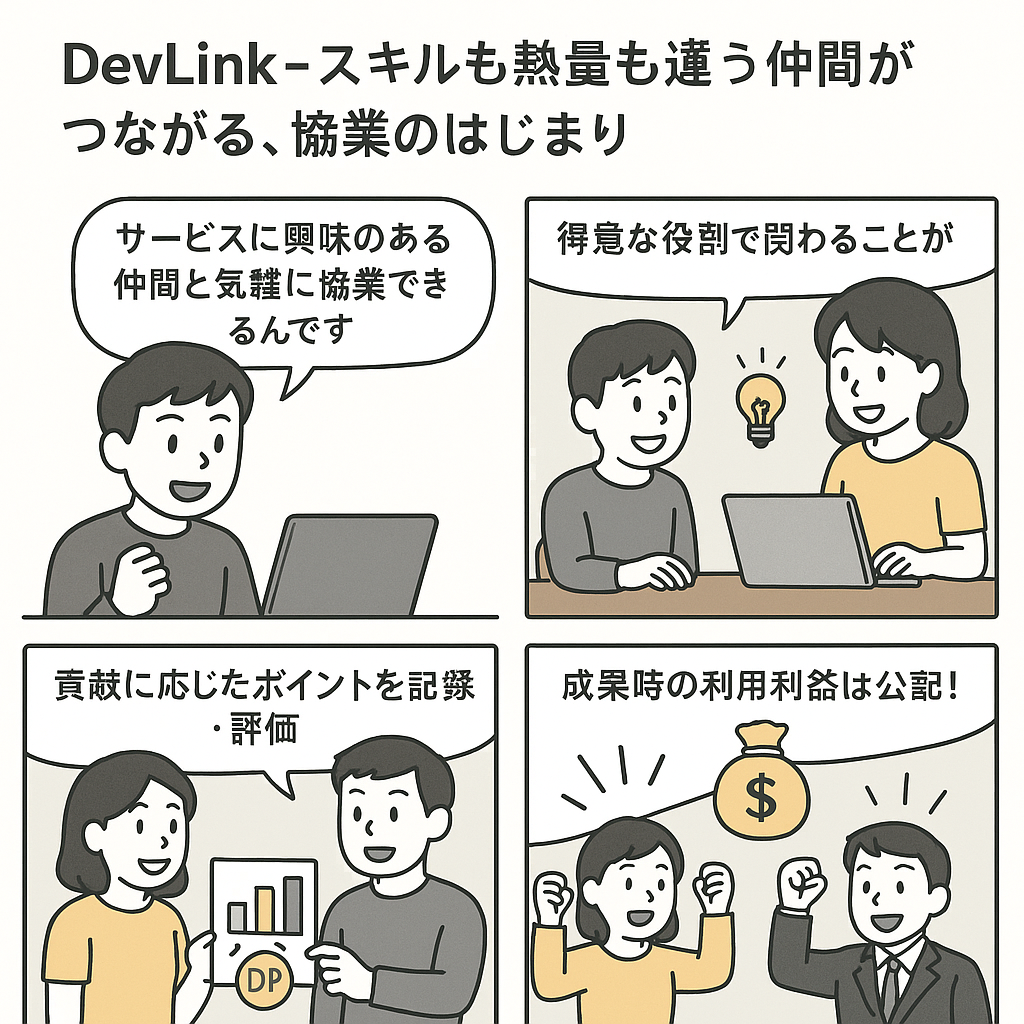 DevLink–スキルも熱量も違う仲間が
つながる、協業のはじまり
サービスに興味のある
仲間と気軽に協業でき
るんです
得意な役割で関わることが
貢献に応じたポイントを記録
・評価
DP
成果時の利用利益は公記!
$